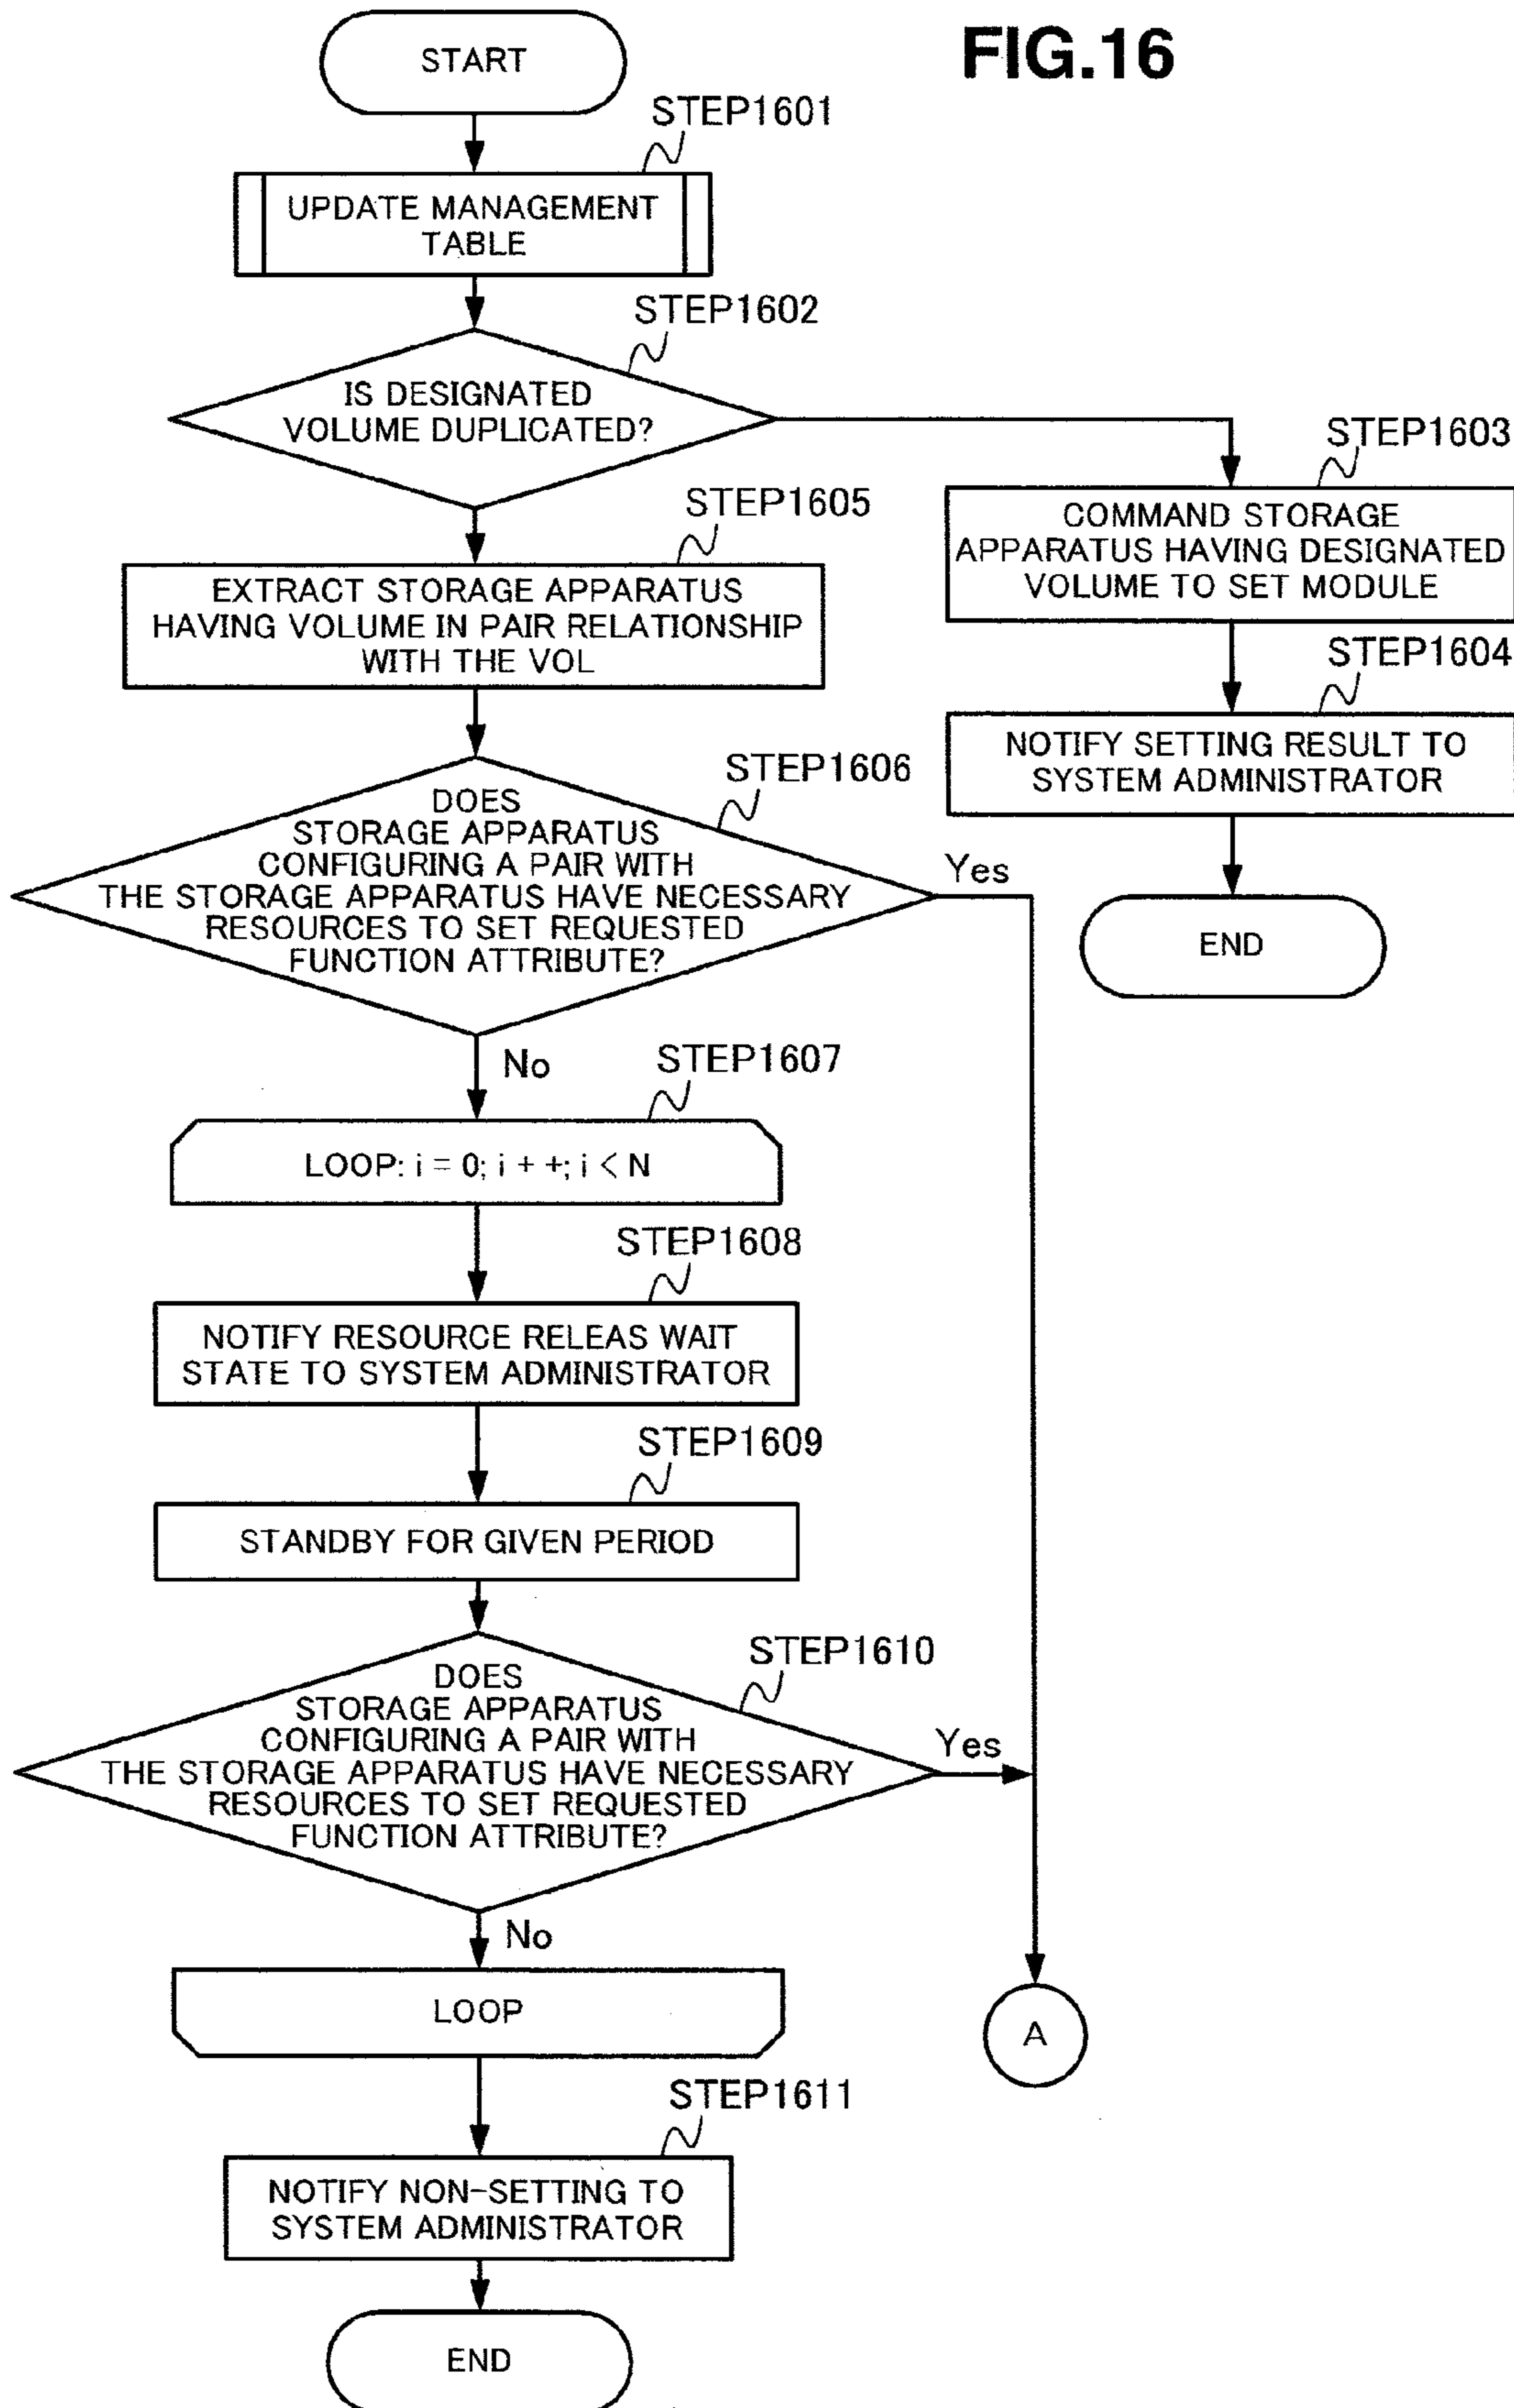 FIG.16
START
STEP1601
UPDATE MANAGEMENT
TABLE
STEP1602
IS DESIGNATED
VOLUME DUPLICATED?
STEP1603
COMMAND STORAGE
APPARATUS HAVING DESIGNATED
VOLUME TO SET MODULE
STEP1604
NOTIFY SETTING RESULT TO
SYSTEM ADMINISTRATOR
END
STEP1605
EXTRACT STORAGE APPARATUS
HAVING VOLUME IN PAIR RELATIONSHIP
WITH THE VOL
STEP1606
DOES
STORAGE APPARATUS
CONFIGURING A PAIR WITH
THE STORAGE APPARATUS HAVE NECESSARY
RESOURCES TO SET REQUESTED
FUNCTION ATTRIBUTE?
Yes
No
STEP1607
LOOP: i = 0; i + +; i < N
STEP1608
NOTIFY RESOURCE RELEAS WAIT
STATE TO SYSTEM ADMINISTRATOR
STEP1609
STANDBY FOR GIVEN PERIOD
STEP1610
DOES
STORAGE APPARATUS
CONFIGURING A PAIR WITH
THE STORAGE APPARATUS HAVE NECESSARY
RESOURCES TO SET REQUESTED
FUNCTION ATTRIBUTE?
Yes
No
LOOP
A
STEP1611
NOTIFY NON-SETTING TO
SYSTEM ADMINISTRATOR
END